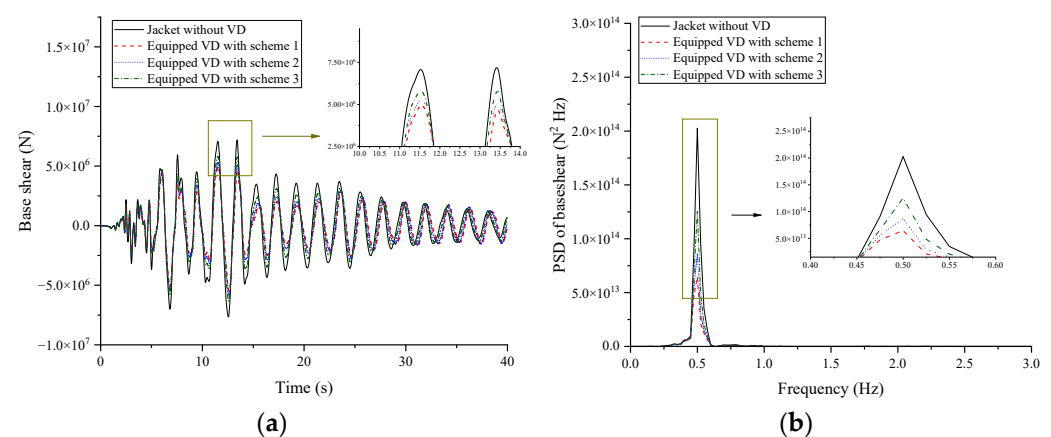 (a)
1.5×10⁷
1.0×10⁷
5.0×10⁶
0.0
−5.0×10⁶
−1.0×10⁷
Base shear (N)
Jacket without VD
Equipped VD with scheme 1
Equipped VD with scheme 2
Equipped VD with scheme 3
7.50×10⁶
5.00×10⁶
2.50×10⁶
10.0 10.5 11.0 11.5 12.0 12.5 13.0 13.5 14.0
0 10 20 30 40
Time (s)
(a)
(b)
3.0×10¹⁴
2.5×10¹⁴
2.0×10¹⁴
1.5×10¹⁴
1.0×10¹⁴
5.0×10¹³
0.0
PSD of baseshear (N² Hz)
Jacket without VD
Equipped VD with scheme 1
Equipped VD with scheme 2
Equipped VD with scheme 3
2.0×10¹⁴
1.5×10¹⁴
1.0×10¹⁴
5.0×10¹³
0.40 0.45 0.50 0.55 0.60
0.0 0.5 1.0 1.5 2.0 2.5 3.0
Frequency (Hz)
(b)